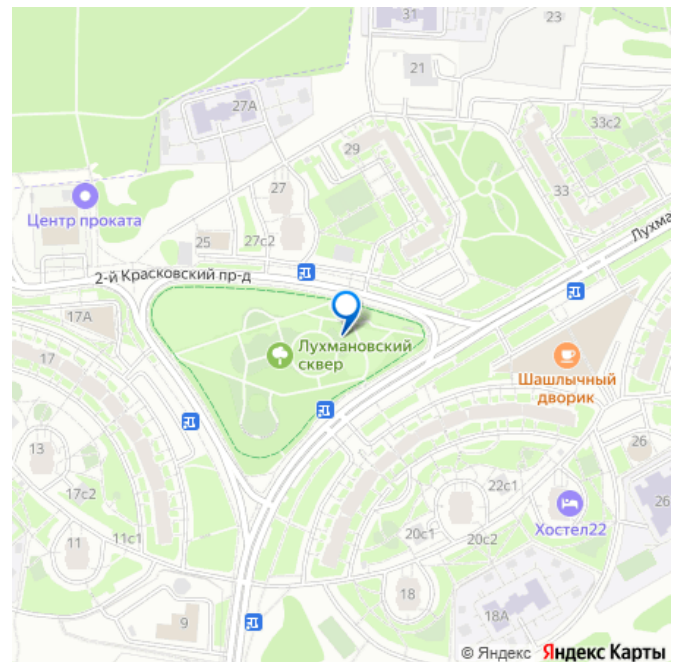 31
23
21
27А
33с2
29
33
27
Центр проката
25
27с2
Лухма
2-й Красковский пр-д
17А
Лухмановский
сквер
17
Шашлычный
дворик
13
26
22с1
17с2
26
Хостел22
11с1
20с1
20с2
11
18
18А
9
© Яндекс Яндекс Карты